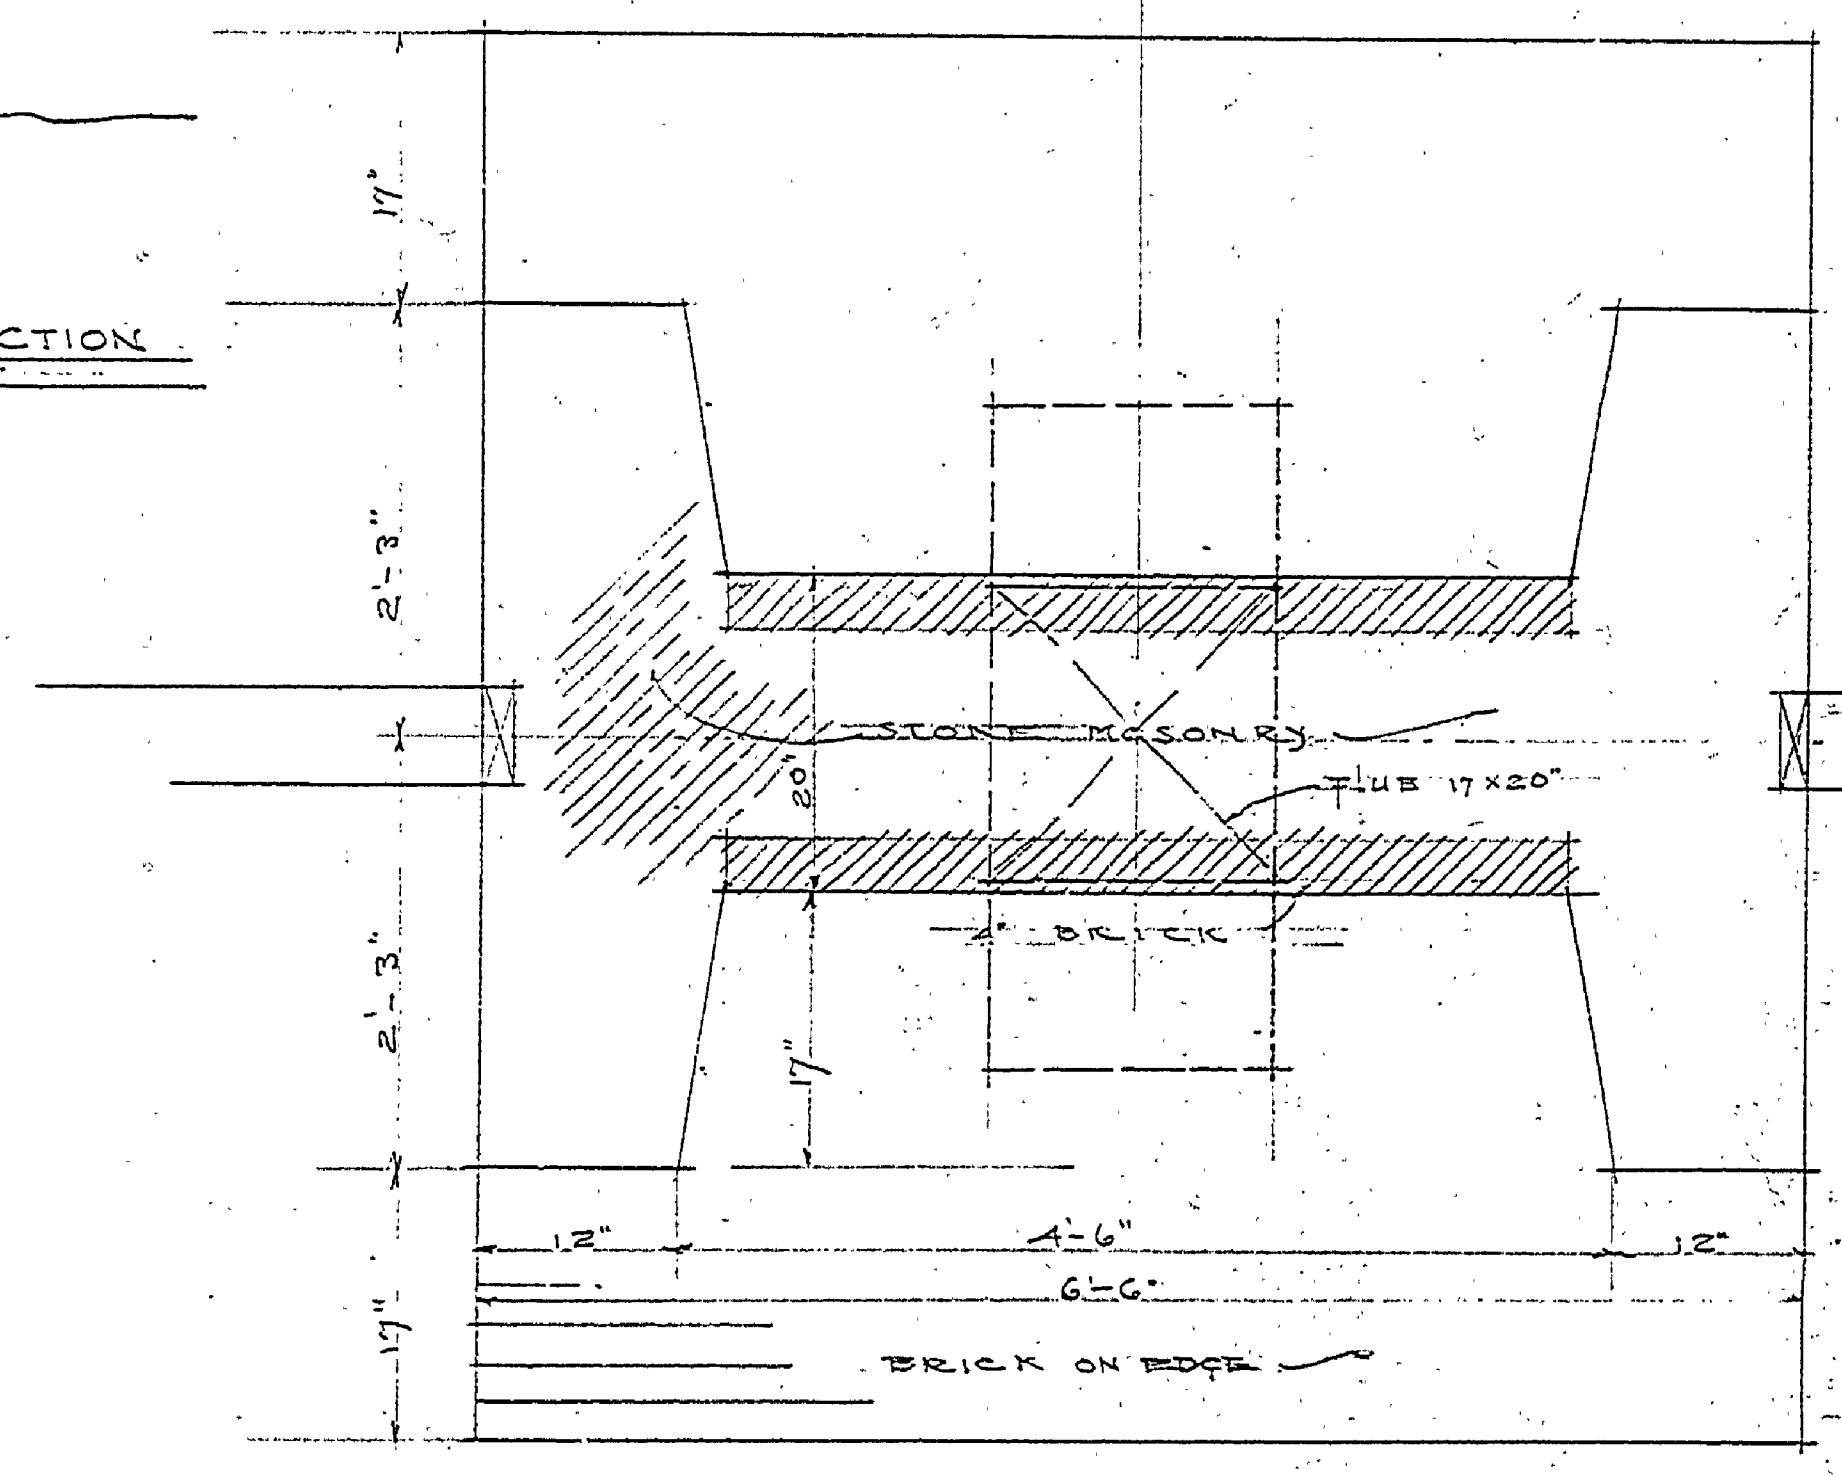 17"
CTION
2'-3"
STONE MASONRY
20"
FLUE 17 X 20"
4" BRICK
2'-3"
17"
12"
4'-6"
12"
6'-6"
17"
BRICK ON EDGE